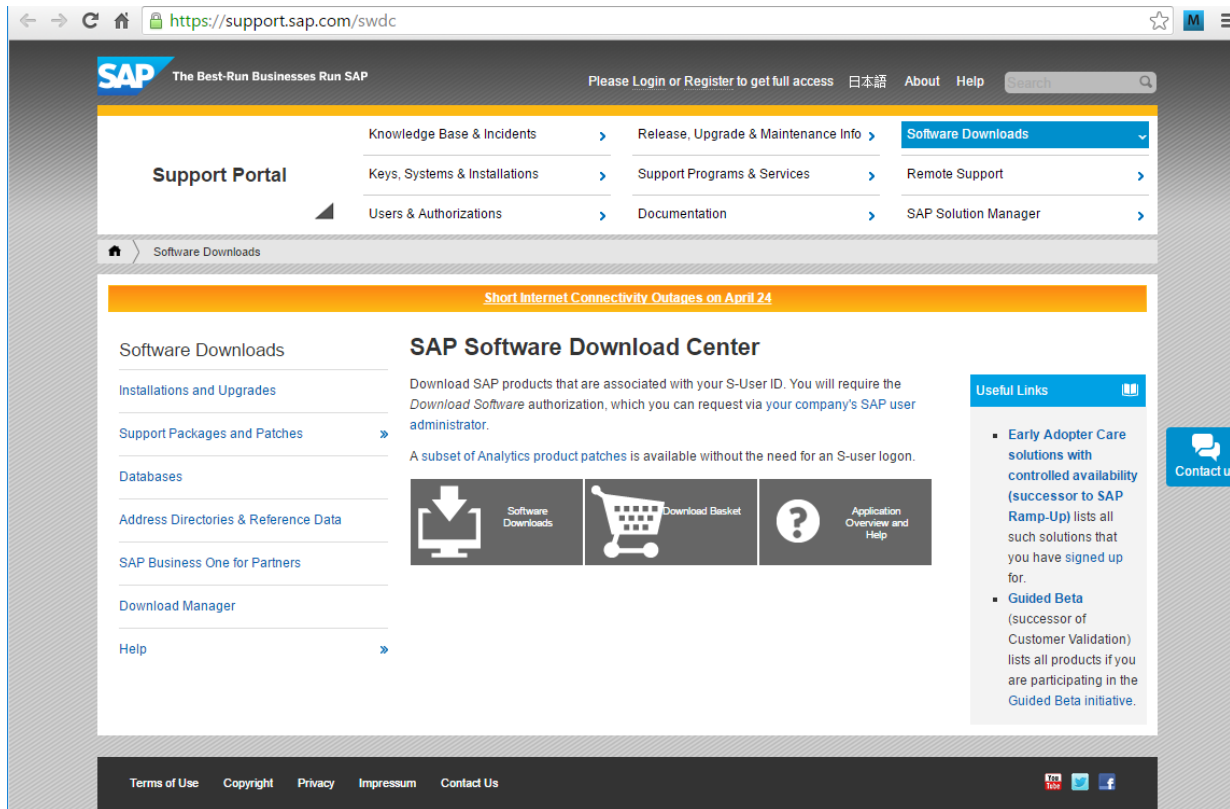 https://support.sap.com/swdc
M
SAP The Best-Run Businesses Run SAP
Please Login or Register to get full access 日本語 About Help Search
Support Portal
Knowledge Base & Incidents
Release, Upgrade & Maintenance Info
Software Downloads
Keys, Systems & Installations
Support Programs & Services
Remote Support
Users & Authorizations
Documentation
SAP Solution Manager
Software Downloads
Short Internet Connectivity Outages on April 24
Software Downloads
Installations and Upgrades
Support Packages and Patches »
Databases
Address Directories & Reference Data
SAP Business One for Partners
Download Manager
Help »
SAP Software Download Center
Download SAP products that are associated with your S-User ID. You will require the
Download Software authorization, which you can request via your company's SAP user
administrator.
A subset of Analytics product patches is available without the need for an S-user logon.
Software
Downloads
Download Basket
?
Application
Overview and
Help
Useful Links
Early Adopter Care
solutions with
controlled availability
(successor to SAP
Ramp-Up) lists all
such solutions that
you have signed up
for.
Guided Beta
(successor of
Customer Validation)
lists all products if you
are participating in the
Guided Beta initiative.
Contact u
Terms of Use Copyright Privacy Impressum Contact Us
You
Tube
f